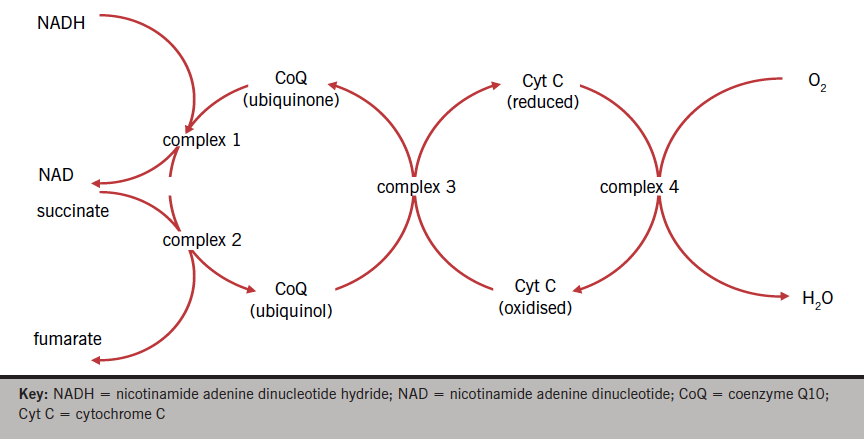 NADH
CoQ
(ubiquinone)
Cyt C
(reduced)
O2
complex 1
NAD
complex 3
complex 4
succinate
complex 2
CoQ
(ubiquinol)
Cyt C
(oxidised)
H2O
fumarate
Key: NADH = nicotinamide adenine dinucleotide hydride; NAD = nicotinamide adenine dinucleotide; CoQ = coenzyme Q10;
Cyt C = cytochrome C